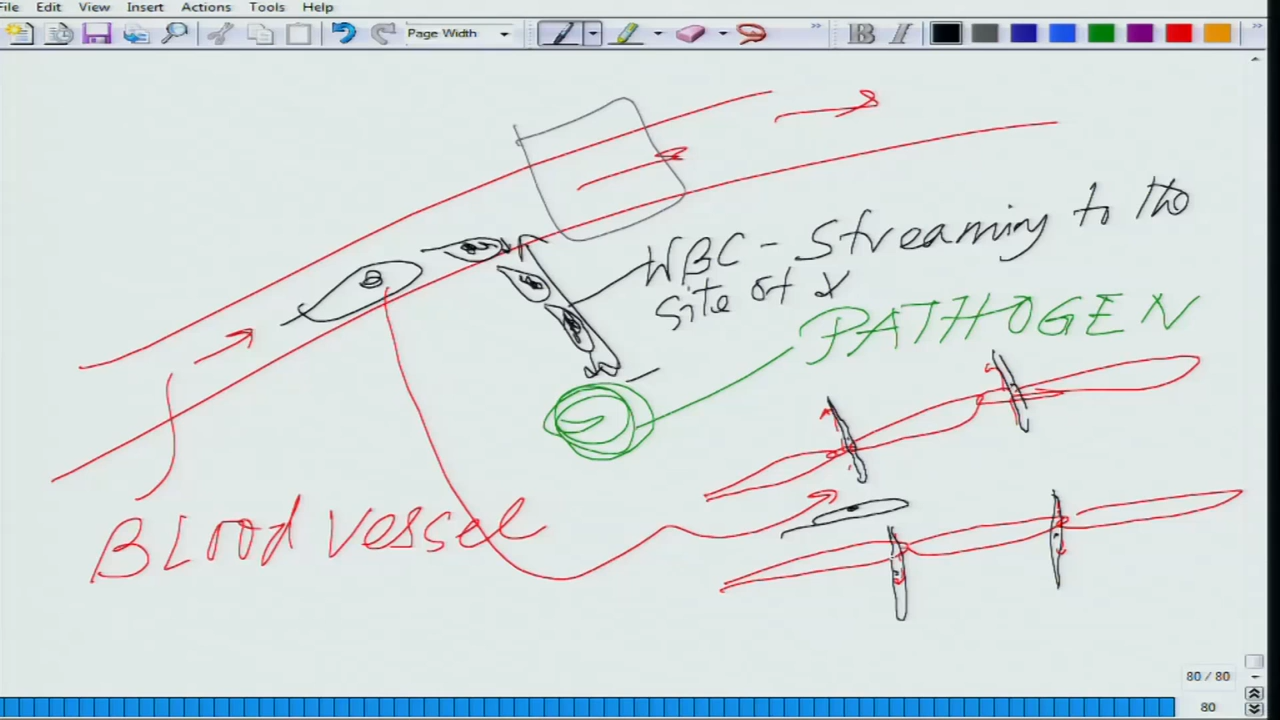 File Edit View Insert Actions Tools Help
Page Width
WBC - Streaming to the
site of x
PATHOGEN
Blood vessel
80 / 80
80